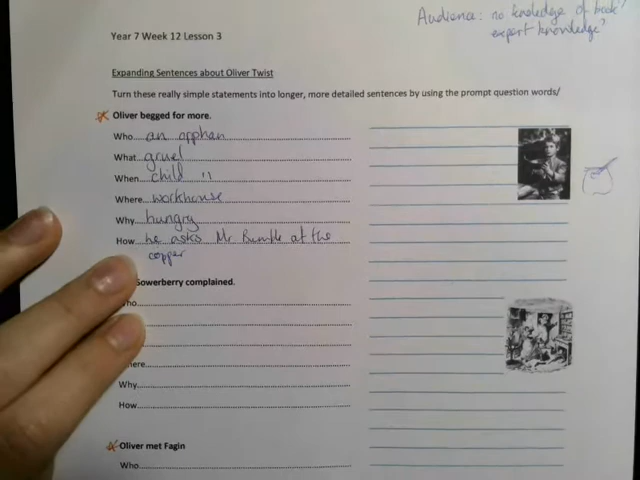 Audience: no knoledge of book?
expert knowledge?
Year 7 Week 12 Lesson 3
Expanding Sentences about Oliver Twist
Turn these really simple statements into longer, more detailed sentences by using the prompt question words/
Oliver begged for more.
Who an orphan
What gruel
When child 11
Where workhouse
Why hungry
How he asks Mr Bumble at the
copper
Sowerberry complained.
ho
here
Why
How
Oliver met Fagin
Who